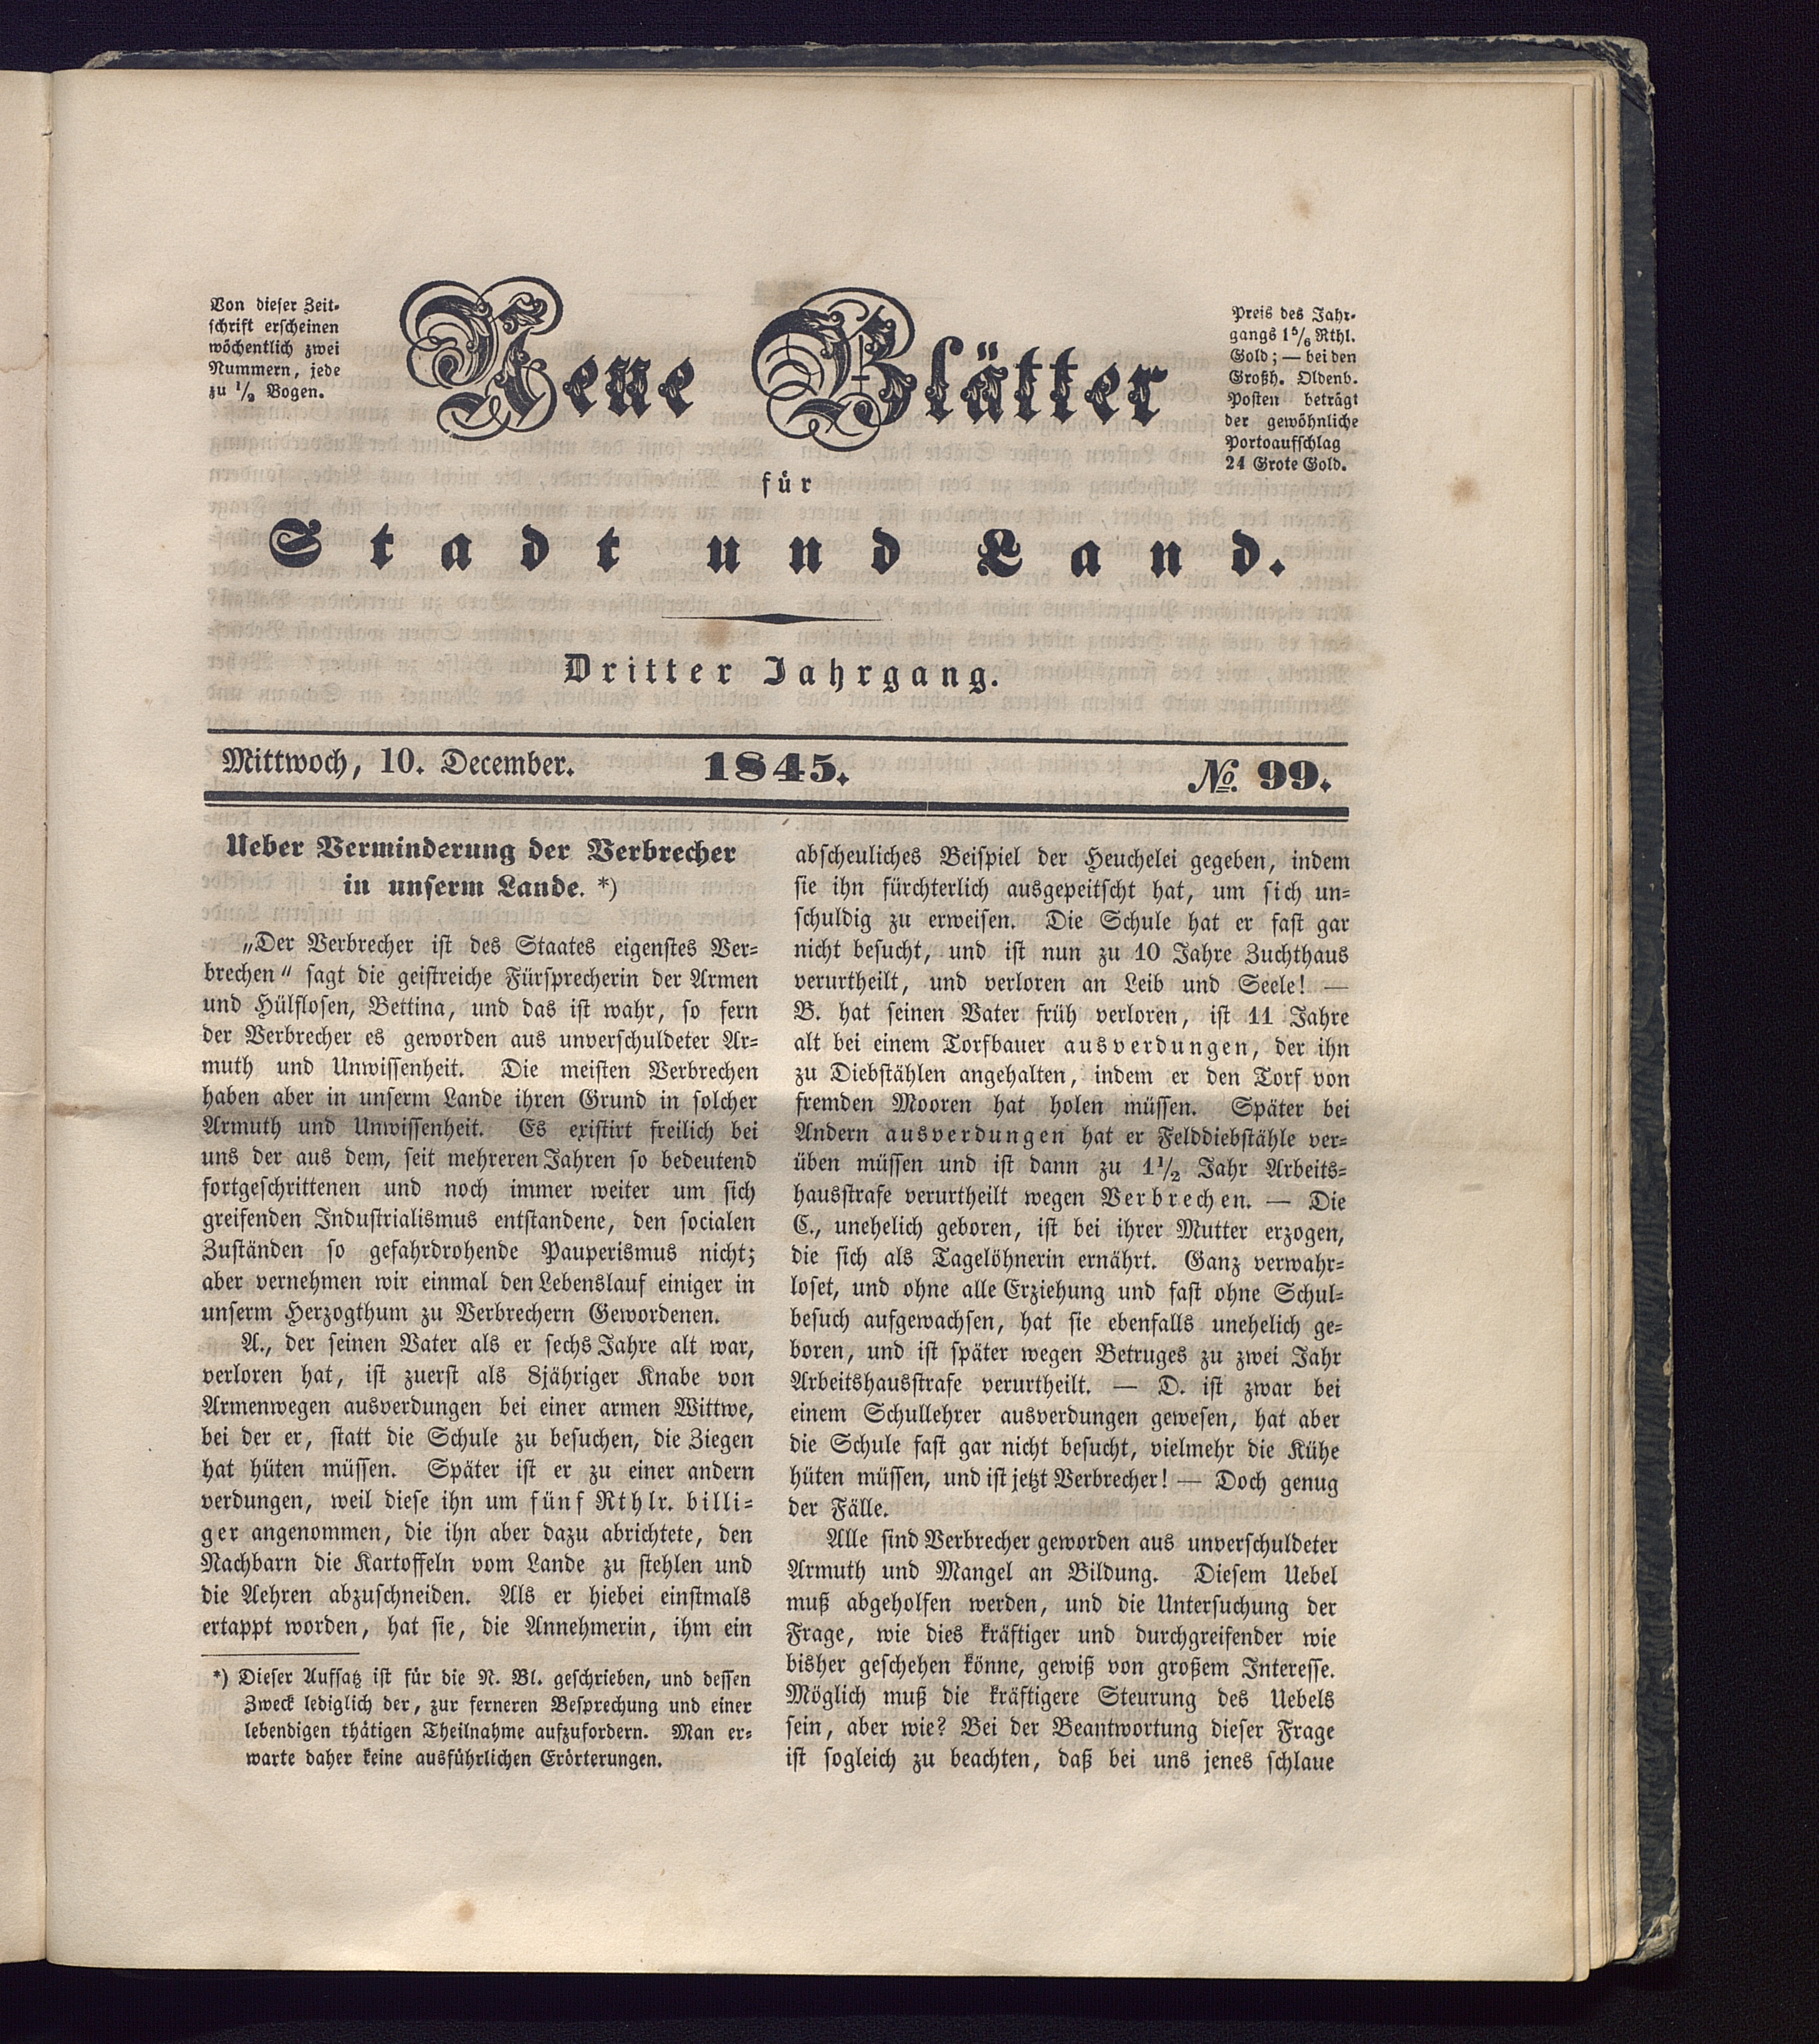 Von dieser Zeit-
schrift erscheinen
wöchentlich zwei
Nummern, jede
zu 1/2 Bogen.
Neue Blätter
für
Stadt und Land.
Preis des Jahr-
gangs 1 5/6 Rthl.
Gold; — bei den
Großh. Oldenb.
Posten beträgt
der gewöhnliche
Portoaufschlag
24 Grote Gold.
Dritter Jahrgang.
Mittwoch, 10. December. 1845. No. 99.
Ueber Verminderung der Verbrecher
in unserm Lande. *)
„Der Verbrecher ist des Staates eigenstes Ver-
brechen“ sagt die geistreiche Fürsprecherin der Armen
und Hülflosen, Bettina, und das ist wahr, so fern
der Verbrecher es geworden aus unverschuldeter Ar-
muth und Unwissenheit. Die meisten Verbrechen
haben aber in unserm Lande ihren Grund in solcher
Armuth und Unwissenheit. Es existirt freilich bei
uns der aus dem, seit mehreren Jahren so bedeutend
fortgeschrittenen und noch immer weiter um sich
greifenden Industrialismus entstandene, den socialen
Zuständen so gefahrdrohende Pauperismus nicht;
aber vernehmen wir einmal den Lebenslauf einiger in
unserm Herzogthum zu Verbrechern Gewordenen.
A., der seinen Vater als er sechs Jahre alt war,
verloren hat, ist zuerst als 8jähriger Knabe von
Armenwegen ausverdungen bei einer armen Wittwe,
bei der er, statt die Schule zu besuchen, die Ziegen
hat hüten müssen. Später ist er zu einer andern
verdungen, weil diese ihn um fünf Rthlr. billi-
ger angenommen, die ihn aber dazu abrichtete, den
Nachbarn die Kartoffeln vom Lande zu stehlen und
die Aehren abzuschneiden. Als er hiebei einstmals
ertappt worden, hat sie, die Annehmerin, ihm ein
*) Dieser Aufsatz ist für die N. Bl. geschrieben, und dessen
Zweck lediglich der, zur ferneren Besprechung und einer
lebendigen thätigen Theilnahme aufzufordern. Man er-
warte daher keine ausführlichen Erörterungen.
abscheuliches Beispiel der Heuchelei gegeben, indem
sie ihn fürchterlich ausgepeitscht hat, um sich un-
schuldig zu erweisen. Die Schule hat er fast gar
nicht besucht, und ist nun zu 10 Jahre Zuchthaus
verurtheilt, und verloren an Leib und Seele! —
B. hat seinen Vater früh verloren, ist 11 Jahre
alt bei einem Torfbauer ausverdungen, der ihn
zu Diebstählen angehalten, indem er den Torf von
fremden Mooren hat holen müssen. Später bei
Andern ausverdungen hat er Felddiebstähle ver-
üben müssen und ist dann zu 1 1/2 Jahr Arbeits-
hausstrafe verurtheilt wegen Verbrechen. — Die
C., unehelich geboren, ist bei ihrer Mutter erzogen,
die sich als Tagelöhnerin ernährt. Ganz verwahr-
loset, und ohne alle Erziehung und fast ohne Schul-
besuch aufgewachsen, hat sie ebenfalls unehelich ge-
boren, und ist später wegen Betruges zu zwei Jahr
Arbeitshausstrafe verurtheilt. — D. ist zwar bei
einem Schullehrer ausverdungen gewesen, hat aber
die Schule fast gar nicht besucht, vielmehr die Kühe
hüten müssen, und ist jetzt Verbrecher! — Doch genug
der Fälle.
Alle sind Verbrecher geworden aus unverschuldeter
Armuth und Mangel an Bildung. Diesem Uebel
muß abgeholfen werden, und die Untersuchung der
Frage, wie dies kräftiger und durchgreifender wie
bisher geschehen könne, gewiß von großem Interesse.
Möglich muß die kräftigere Steurung des Uebels
sein, aber wie? Bei der Beantwortung dieser Frage
ist sogleich zu beachten, daß bei uns jenes schlaue